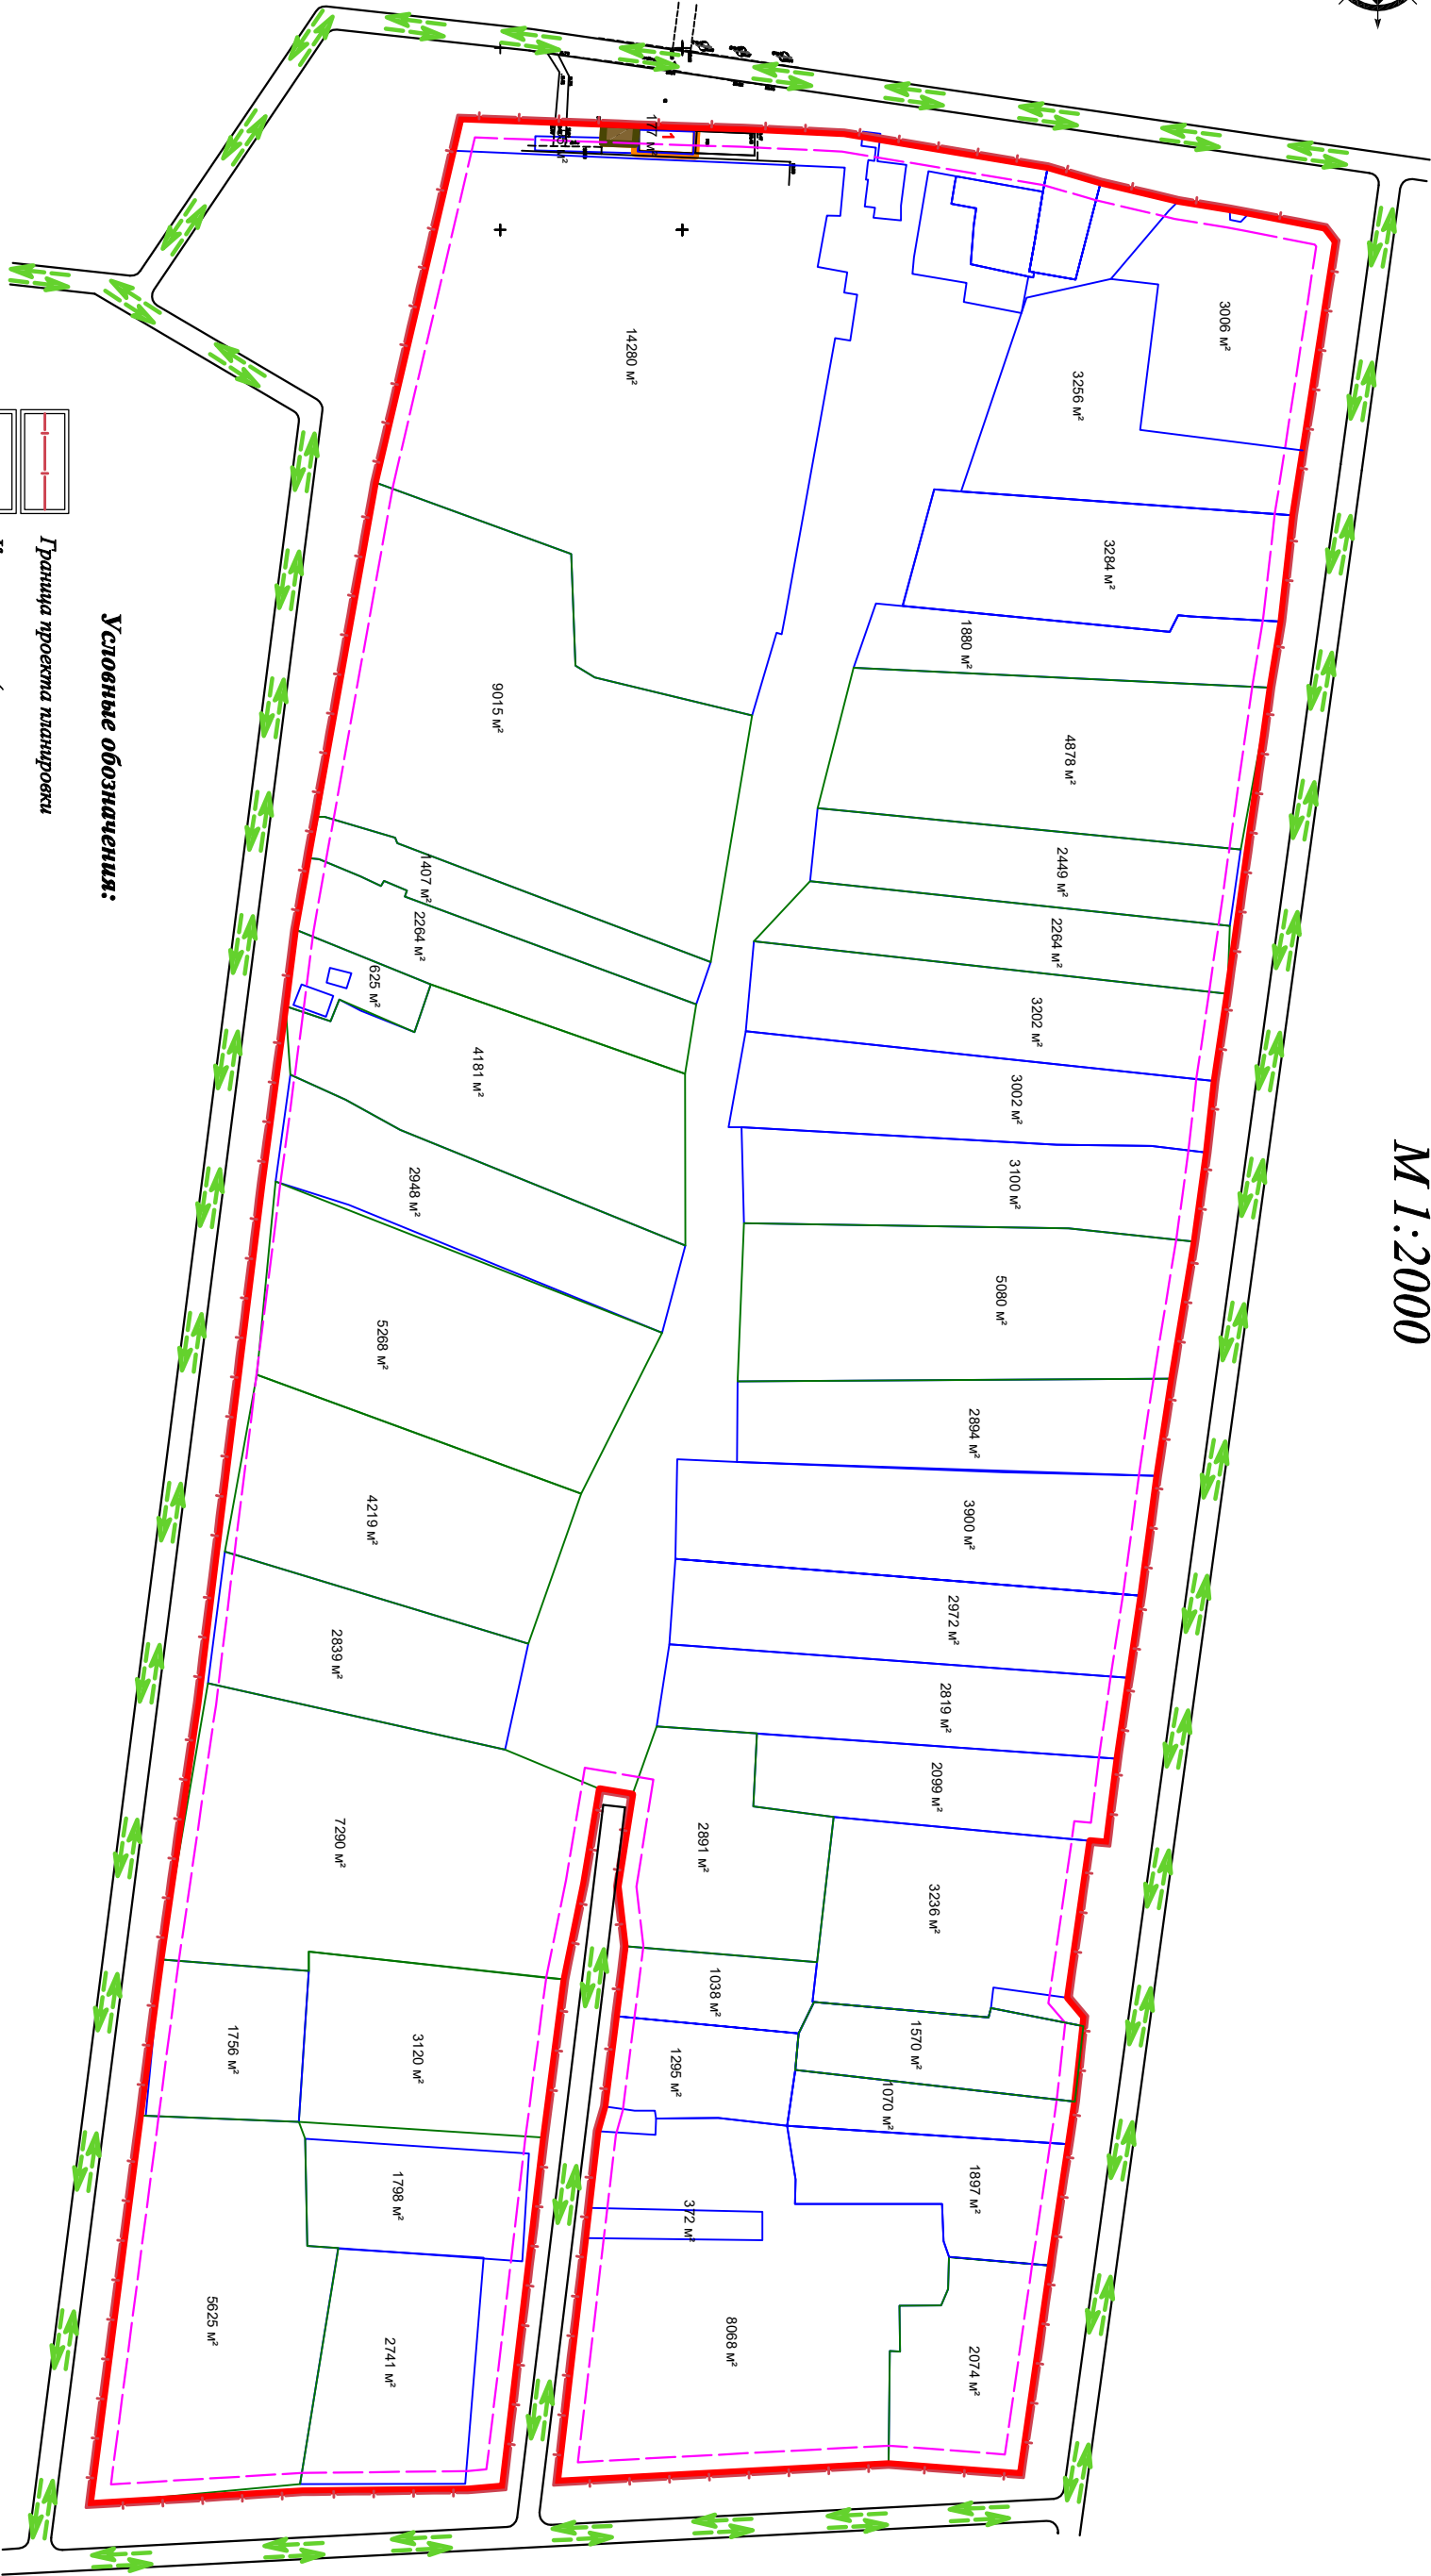 М 1:2000
3006 м²
3256 м²
14280 м²
177 м²
1
3284 м²
1880 м²
9015 м²
4878 м²
2449 м²
1407 м²
2264 м²
2264 м²
625 м²
3202 м²
4181 м²
3002 м²
3100 м²
2948 м²
5080 м²
5268 м²
2894 м²
4219 м²
3900 м²
2972 м²
2839 м²
2819 м²
2099 м²
7290 м²
2891 м²
3236 м²
1038 м²
1570 м²
1756 м²
3120 м²
1295 м²
1070 м²
1897 м²
1798 м²
372 м²
5625 м²
2741 м²
8068 м²
2074 м²
Условные обозначения:
Граница проекта планировки